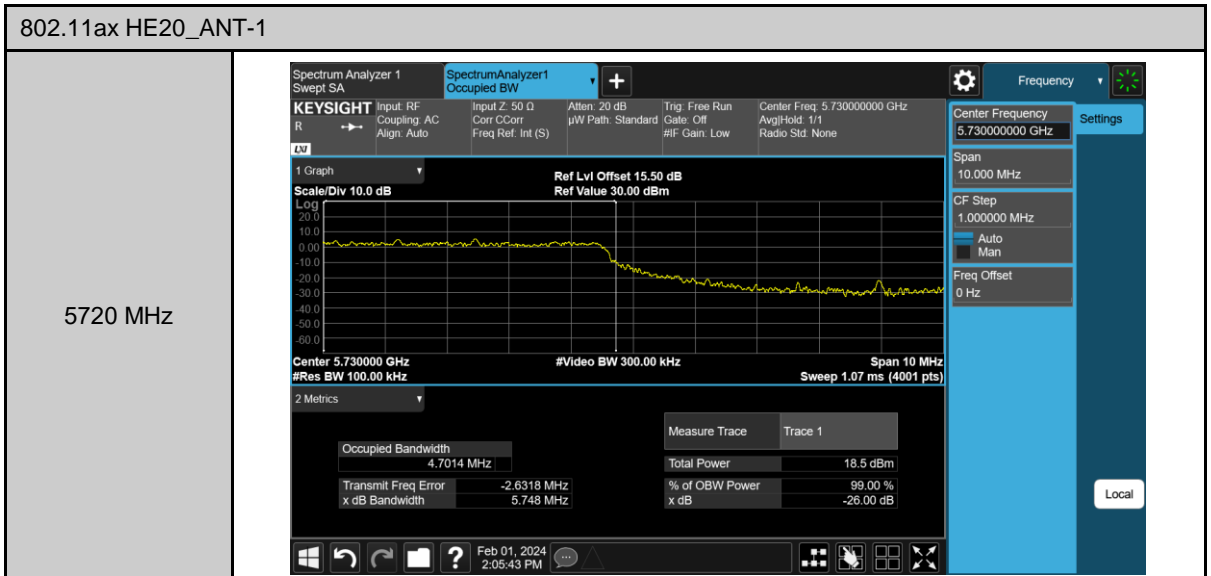 802.11ax HE20_ANT-1
5720 MHz
Spectrum Analyzer 1
Swept SA
SpectrumAnalyzer1
Occupied BW
Frequency
KEYSIGHT
R
LXI
Input: RF
Coupling: AC
Align: Auto
Input Z: 50 Ω
Corr CCorr
Freq Ref: Int (S)
Atten: 20 dB
µW Path: Standard
Trig: Free Run
Gate: Off
#IF Gain: Low
Center Freq: 5.730000000 GHz
Avg|Hold: 1/1
Radio Std: None
Center Frequency
5.730000000 GHz
Settings
Span
10.000 MHz
CF Step
1.000000 MHz
Auto
Man
Freq Offset
0 Hz
Local
1 Graph
Scale/Div 10.0 dB
Ref Lvl Offset 15.50 dB
Ref Value 30.00 dBm
Log
20.0
10.0
0.00
-10.0
-20.0
-30.0
-40.0
-50.0
-60.0
Center 5.730000 GHz
#Video BW 300.00 kHz
Span 10 MHz
#Res BW 100.00 kHz
Sweep 1.07 ms (4001 pts)
2 Metrics
Measure Trace Trace 1
Occupied Bandwidth
4.7014 MHz
Total Power 18.5 dBm
Transmit Freq Error -2.6318 MHz
% of OBW Power 99.00 %
x dB Bandwidth 5.748 MHz
x dB -26.00 dB
?
Feb 01, 2024
2:05:43 PM